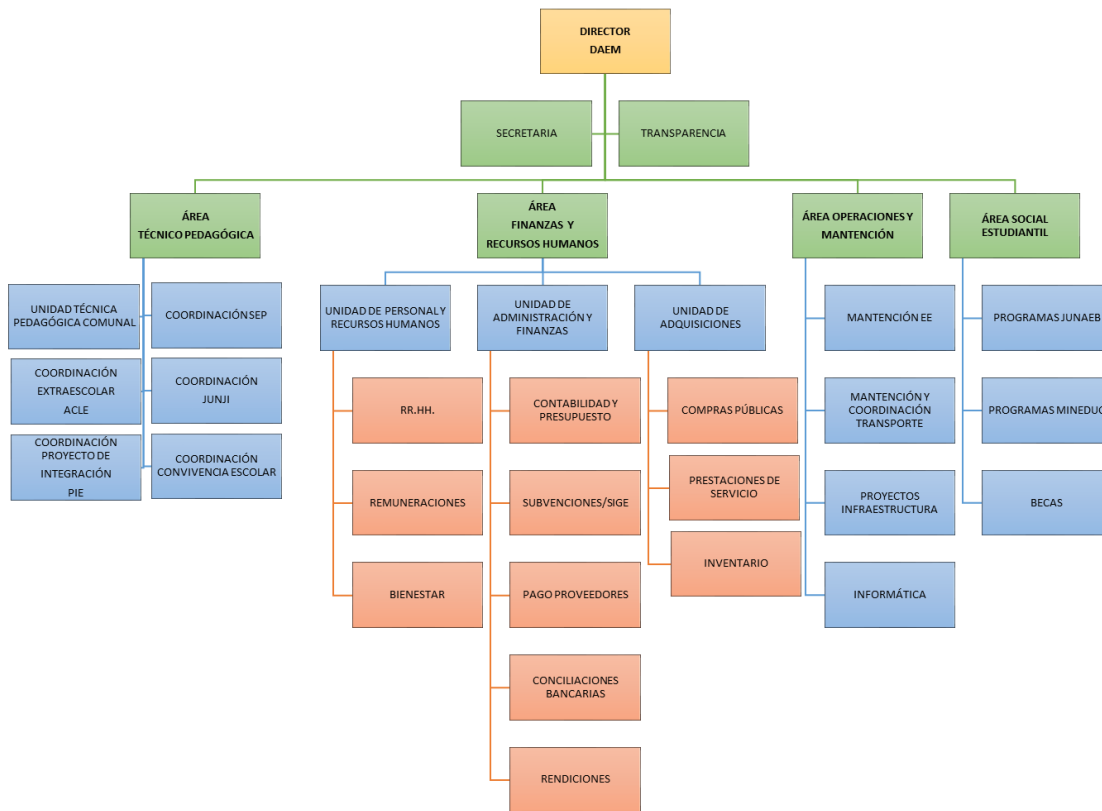 DIRECTOR
DAEM
SECRETARIA
TRANSPARENCIA
ÁREA
TÉCNICO PEDAGÓGICA
ÁREA
FINANZAS Y
RECURSOS HUMANOS
ÁREA OPERACIONES Y
MANTENCIÓN
ÁREA SOCIAL
ESTUDIANTIL
UNIDAD TÉCNICA
PEDAGÓGICA COMUNAL
COORDINACIÓN SEP
COORDINACIÓN
EXTRAESCOLAR
ACLE
COORDINACIÓN
JUNJI
COORDINACIÓN
PROYECTO DE
INTEGRACIÓN
PIE
COORDINACIÓN
CONVIVENCIA ESCOLAR
UNIDAD DE PERSONAL Y
RECURSOS HUMANOS
RR.HH.
REMUNERACIONES
BIENESTAR
UNIDAD DE
ADMINISTRACIÓN Y
FINANZAS
CONTABILIDAD Y
PRESUPUESTO
SUBVENCIONES/SIGE
PAGO PROVEEDORES
CONCILIACIONES
BANCARIAS
RENDICIONES
UNIDAD DE
ADQUISICIONES
COMPRAS PÚBLICAS
PRESTACIONES DE
SERVICIO
INVENTARIO
MANTENCIÓN EE
MANTENCIÓN Y
COORDINACIÓN
TRANSPORTE
PROYECTOS
INFRAESTRUCTURA
INFORMÁTICA
PROGRAMAS JUNAEB
PROGRAMAS MINEDUC
BECAS